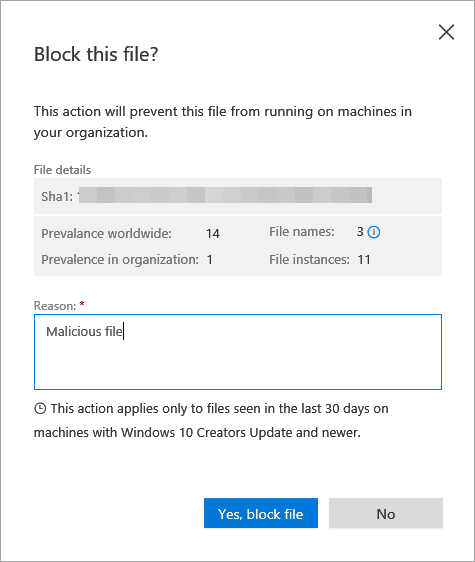 Block this file?
This action will prevent this file from running on machines in
your organization.
File details
Sha1:
Prevalance worldwide: 14 File names: 3
Prevalence in organization: 1 File instances: 11
Reason: *
Malicious file
This action applies only to files seen in the last 30 days on
machines with Windows 10 Creators Update and newer.
Yes, block file No